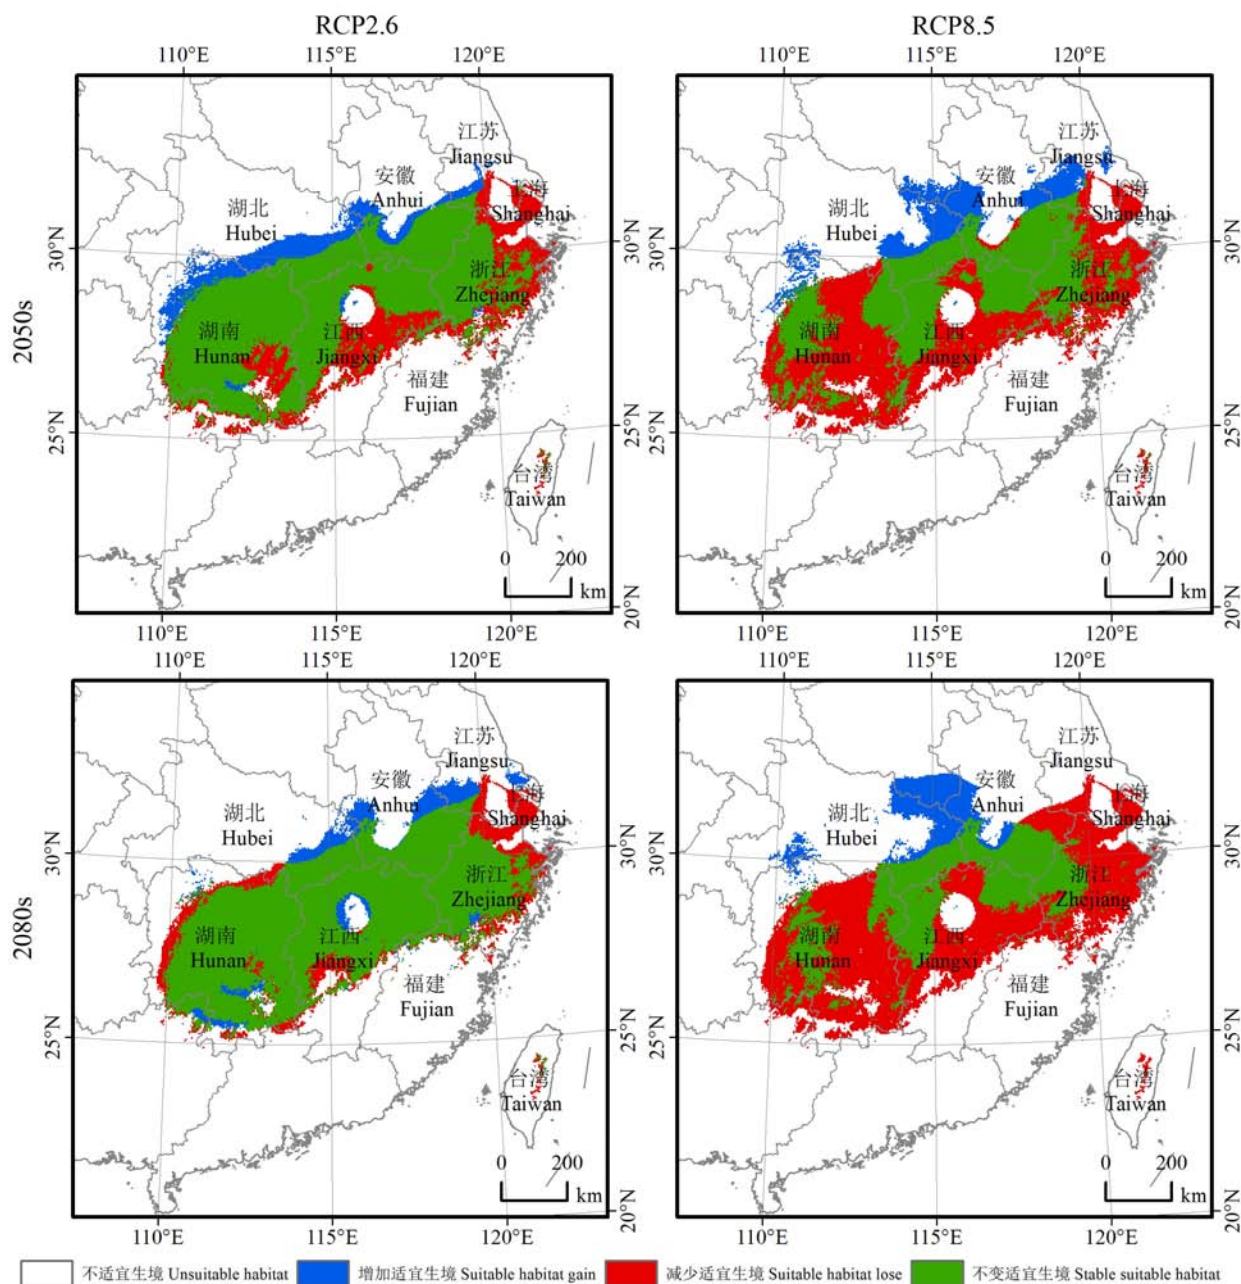 RCP2.6
RCP8.5
110°E 115°E 120°E
110°E 115°E 120°E
2050s
30°N
25°N
江苏
Jiangsu
安徽
Anhui
上海
Shanghai
湖北
Hubei
浙江
Zhejiang
湖南
Hunan
江西
Jiangxi
福建
Fujian
台湾
Taiwan
0 200
km
30°N
25°N
20°N
110°E 115°E 120°E
30°N
25°N
江苏
Jiangsu
安徽
Anhui
上海
Shanghai
湖北
Hubei
浙江
Zhejiang
湖南
Hunan
江西
Jiangxi
福建
Fujian
台湾
Taiwan
0 200
km
30°N
25°N
20°N
110°E 115°E 120°E
110°E 115°E 120°E
110°E 115°E 120°E
2080s
30°N
25°N
江苏
Jiangsu
安徽
Anhui
上海
Shanghai
湖北
Hubei
浙江
Zhejiang
湖南
Hunan
江西
Jiangxi
福建
Fujian
台湾
Taiwan
0 200
km
30°N
25°N
20°N
110°E 115°E 120°E
30°N
25°N
江苏
Jiangsu
安徽
Anhui
上海
Shanghai
湖北
Hubei
浙江
Zhejiang
湖南
Hunan
江西
Jiangxi
福建
Fujian
台湾
Taiwan
0 200
km
30°N
25°N
20°N
110°E 115°E 120°E
不适宜生境 Unsuitable habitat 增加适宜生境 Suitable habitat gain 减少适宜生境 Suitable habitat lose 不变适宜生境 Stable suitable habitat